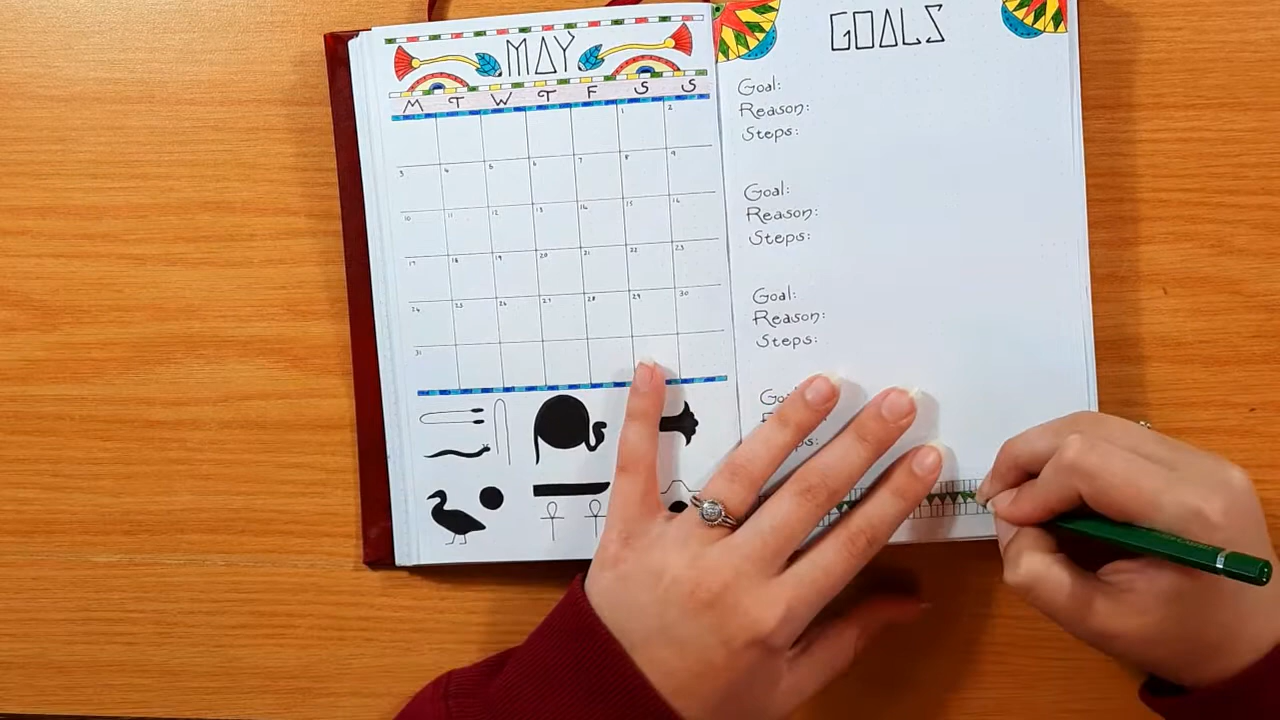 MAY
M T W T F S S
1 2
3 4 5 6 7 8 9
10 11 12 13 14 15 16
17 18 19 20 21 22 23
24 25 26 27 28 29 30
31
GOALS
Goal:
Reason:
Steps:
Goal:
Reason:
Steps:
Goal:
Reason:
Steps: